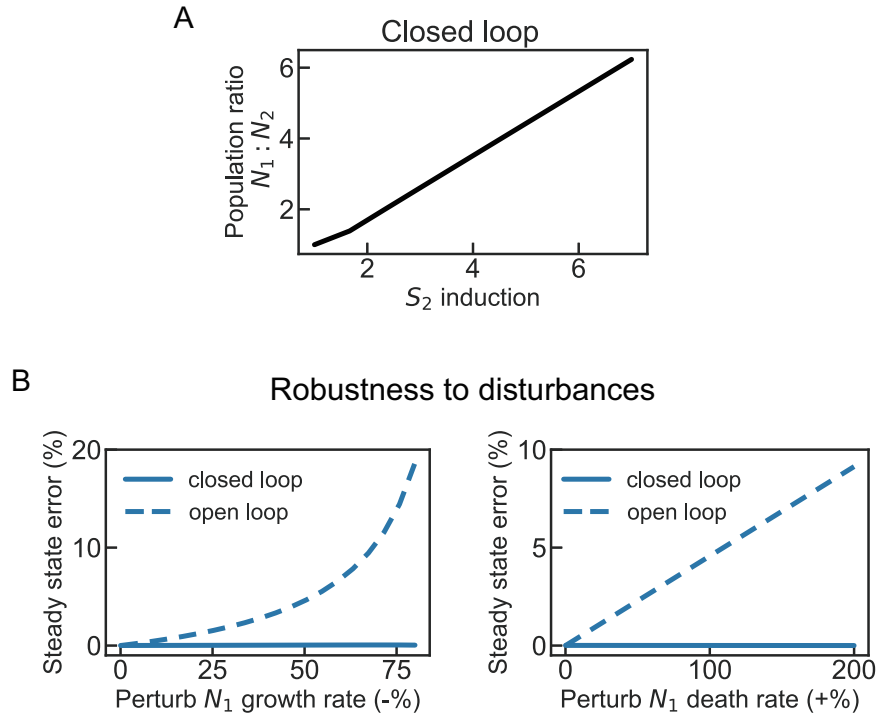 A
Closed loop
Population ratio
N₁ : N₂
6
4
2
2
4
6
S₂ induction
B
Robustness to disturbances
Steady state error (%)
20
10
0
closed loop
open loop
0
25
50
75
Perturb N₁ growth rate (-%)
Steady state error (%)
10
5
0
closed loop
open loop
0
100
200
Perturb N₁ death rate (+%)